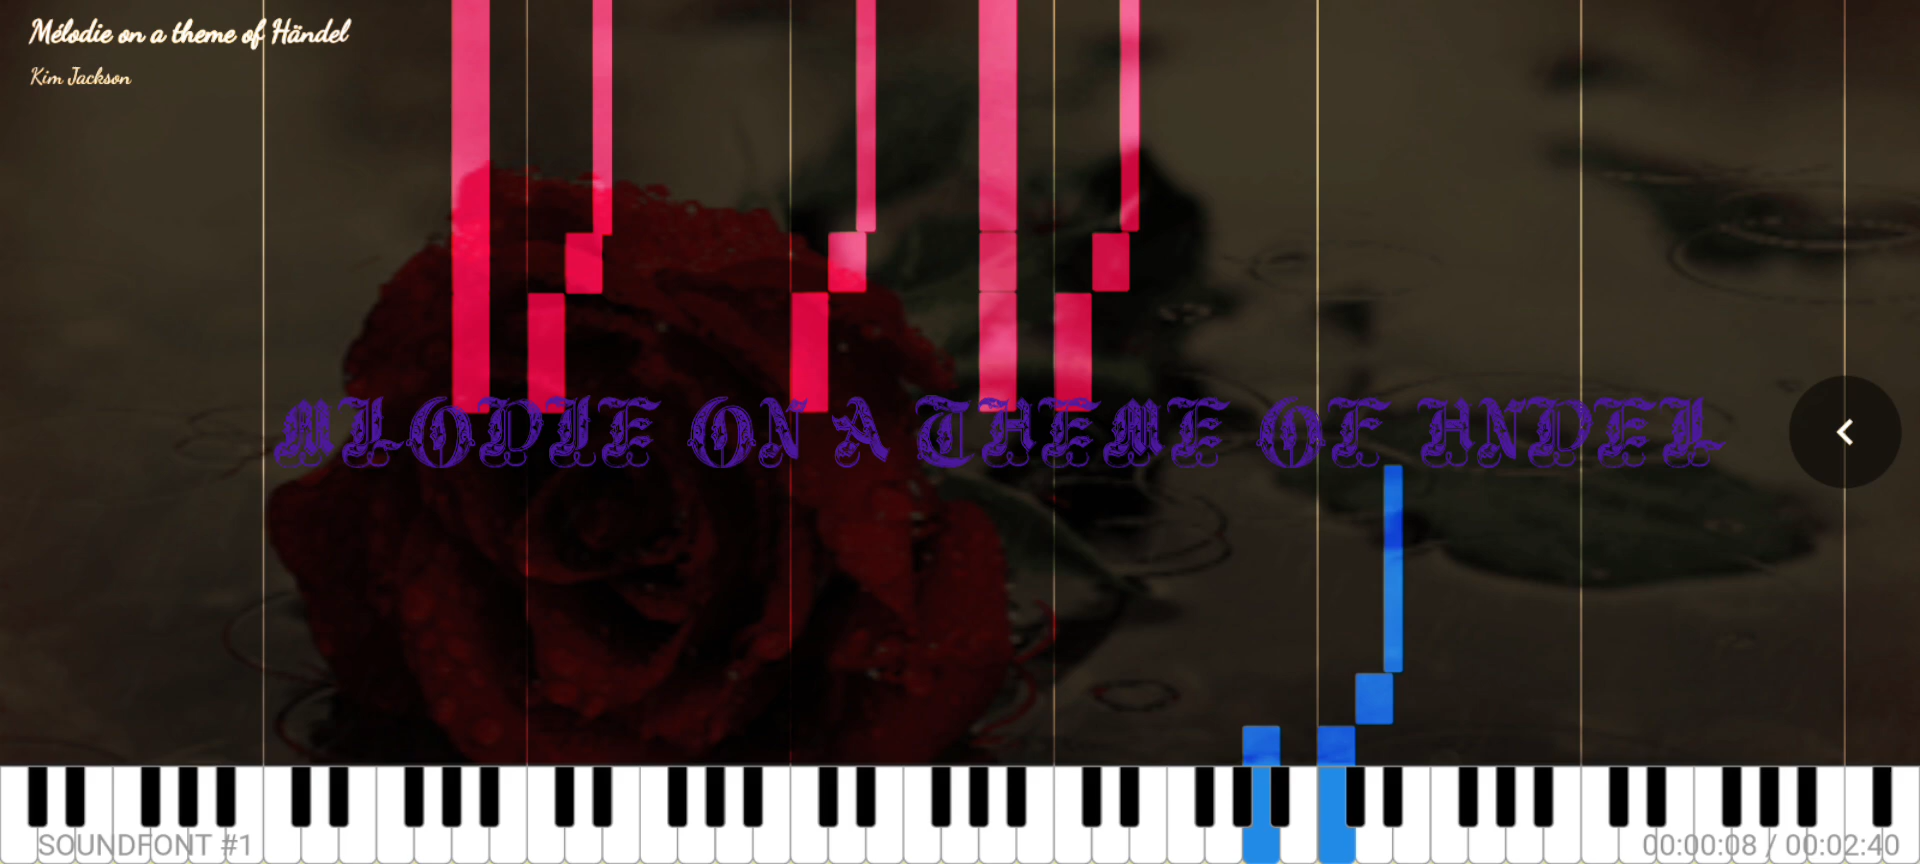 Mélodie on a theme of Händel
Kim Jackson
MLODIE ON A THEME OF HNDEL
SOUNDFONT #1
00:00:08 / 00:02:40